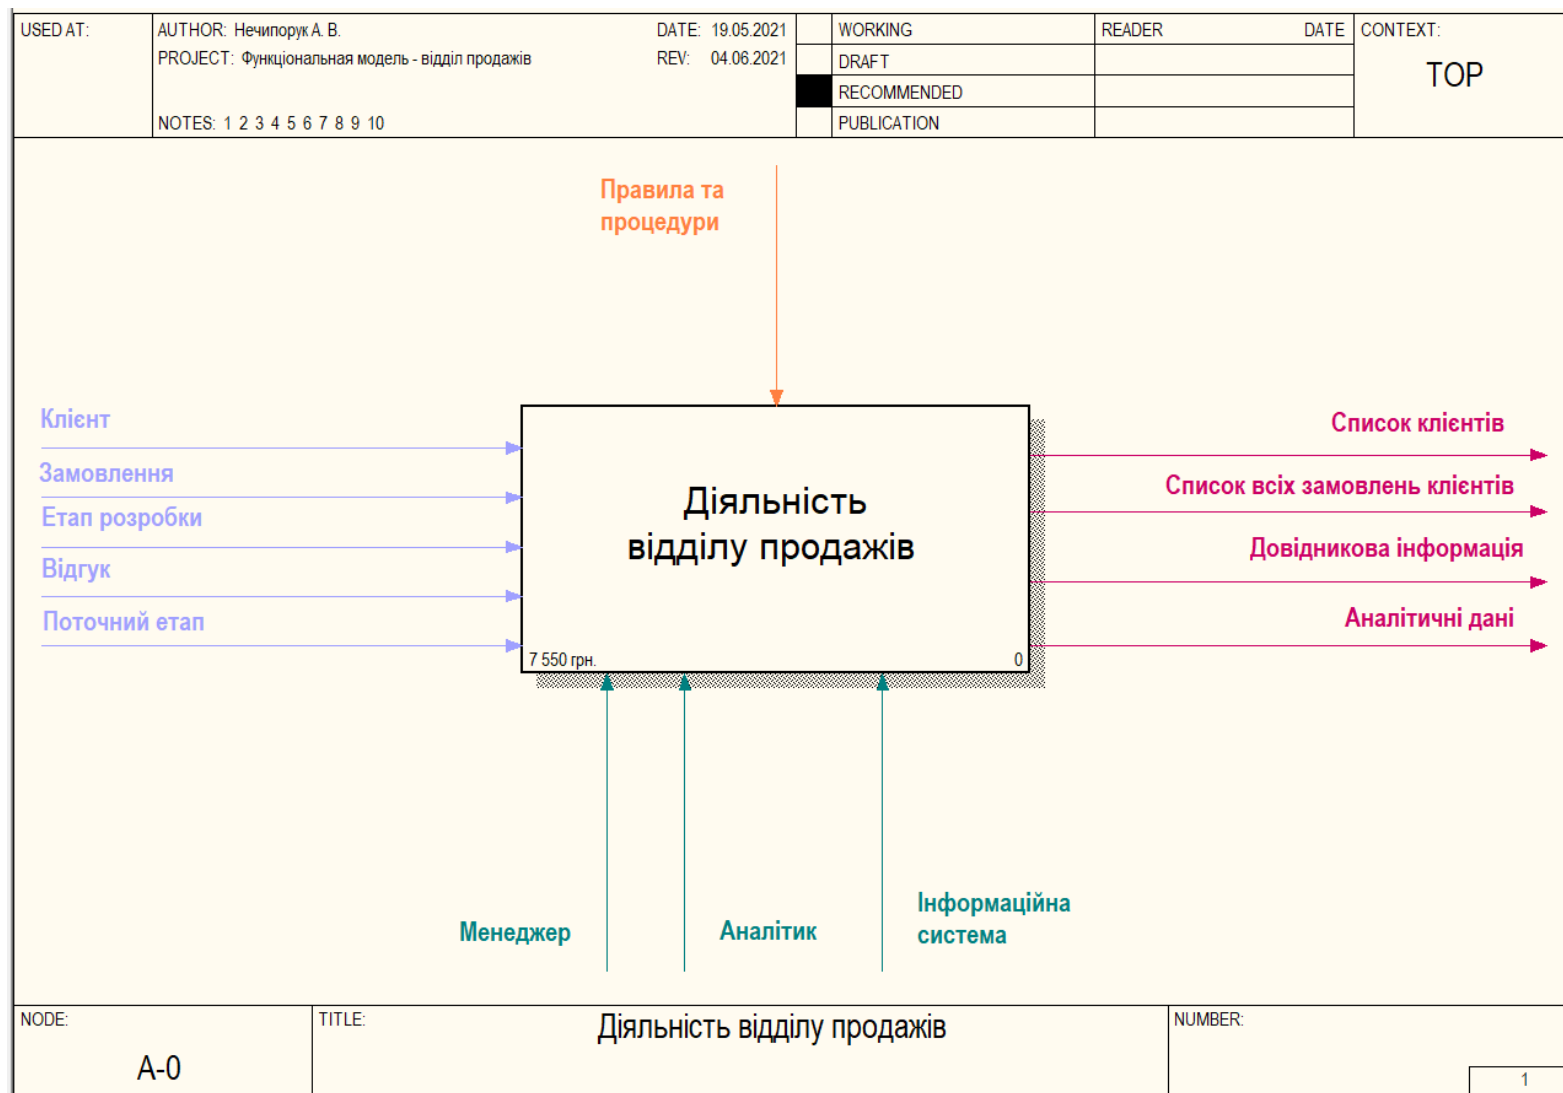 USED AT:
AUTHOR: Нечипорук А. В.
DATE: 19.05.2021
PROJECT: Функціональная модель - відділ продажів
REV: 04.06.2021
NOTES: 1 2 3 4 5 6 7 8 9 10
WORKING
DRAFT
RECOMMENDED
PUBLICATION
READER DATE
CONTEXT:
TOP
Правила та
процедури
Клієнт
Замовлення
Етап розробки
Відгук
Поточний етап
Діяльність
відділу продажів
7 550 грн.
0
Список клієнтів
Список всіх замовлень клієнтів
Довідникова інформація
Аналітичні дані
Менеджер
Аналітик
Інформаційна
система
NODE:
A-0
TITLE:
Діяльність відділу продажів
NUMBER:
1